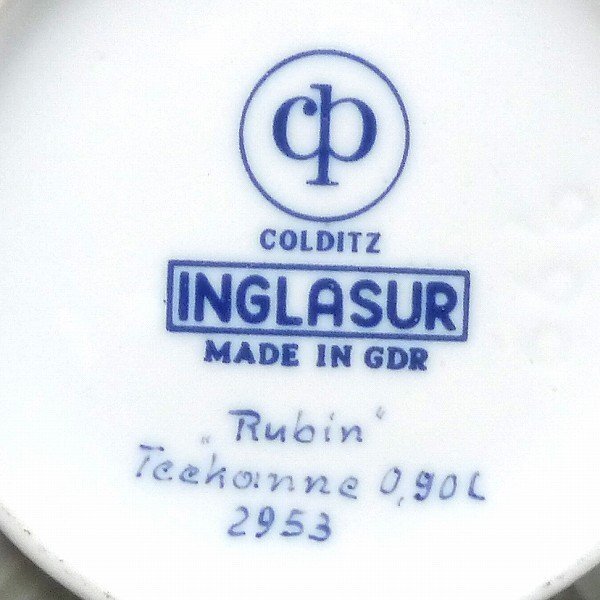 cp
COLDITZ
INGLASUR
MADE IN GDR
„Rubin“
Teekanne 0,90L
2953